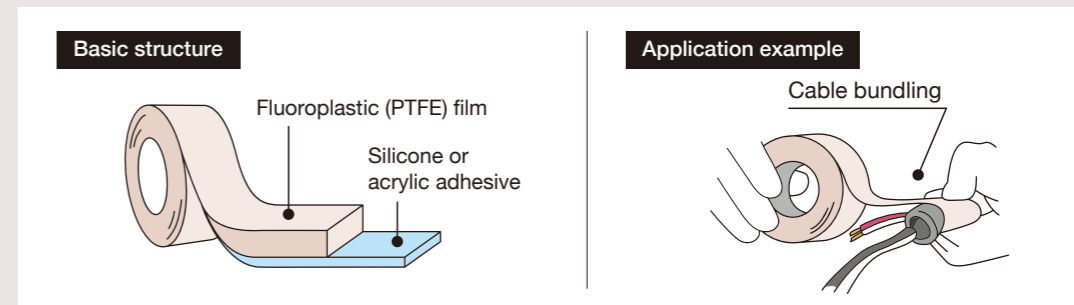 Basic structure
Fluoroplastic (PTFE) film
Silicone or
acrylic adhesive
Application example
Cable bundling